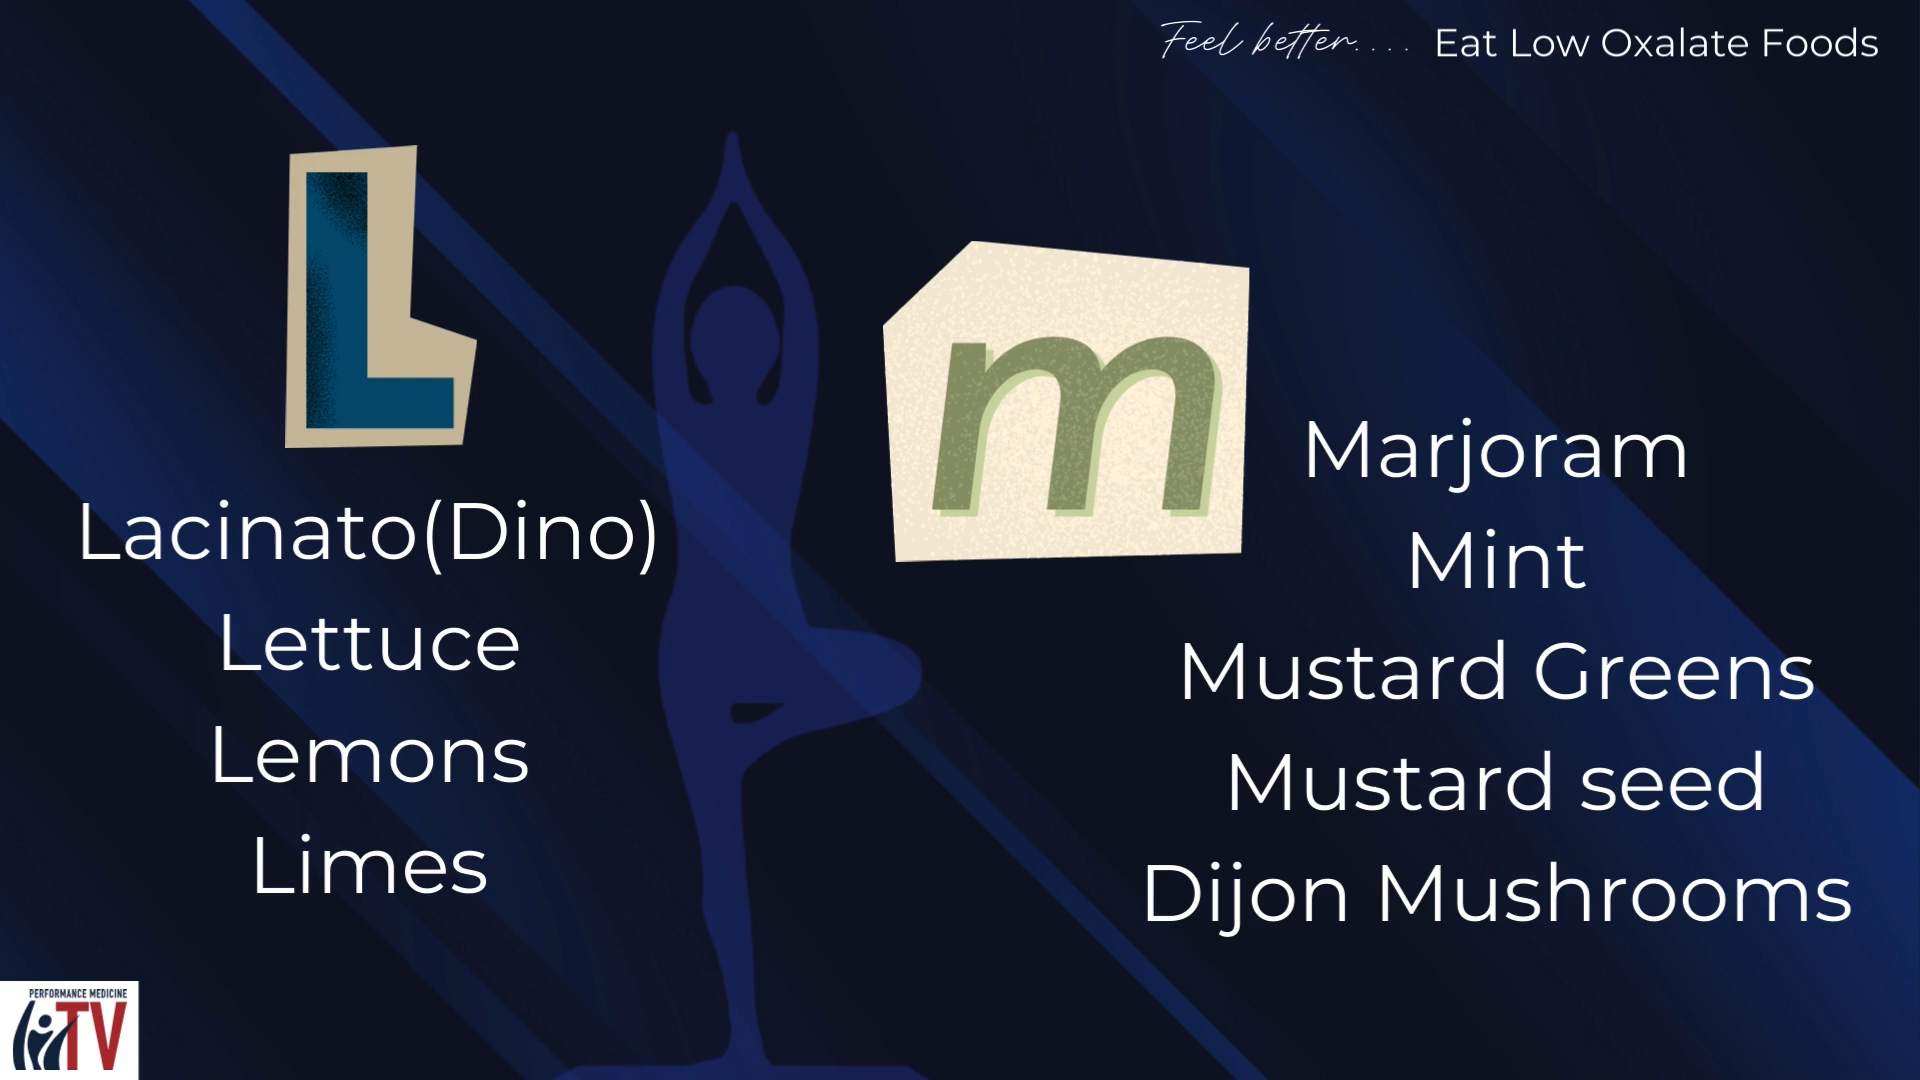 Feel better.... Eat Low Oxalate Foods
L
Lacinato(Dino)
Lettuce
Lemons
Limes
m
Marjoram
Mint
Mustard Greens
Mustard seed
Dijon Mushrooms
PERFORMANCE MEDICINE
TV